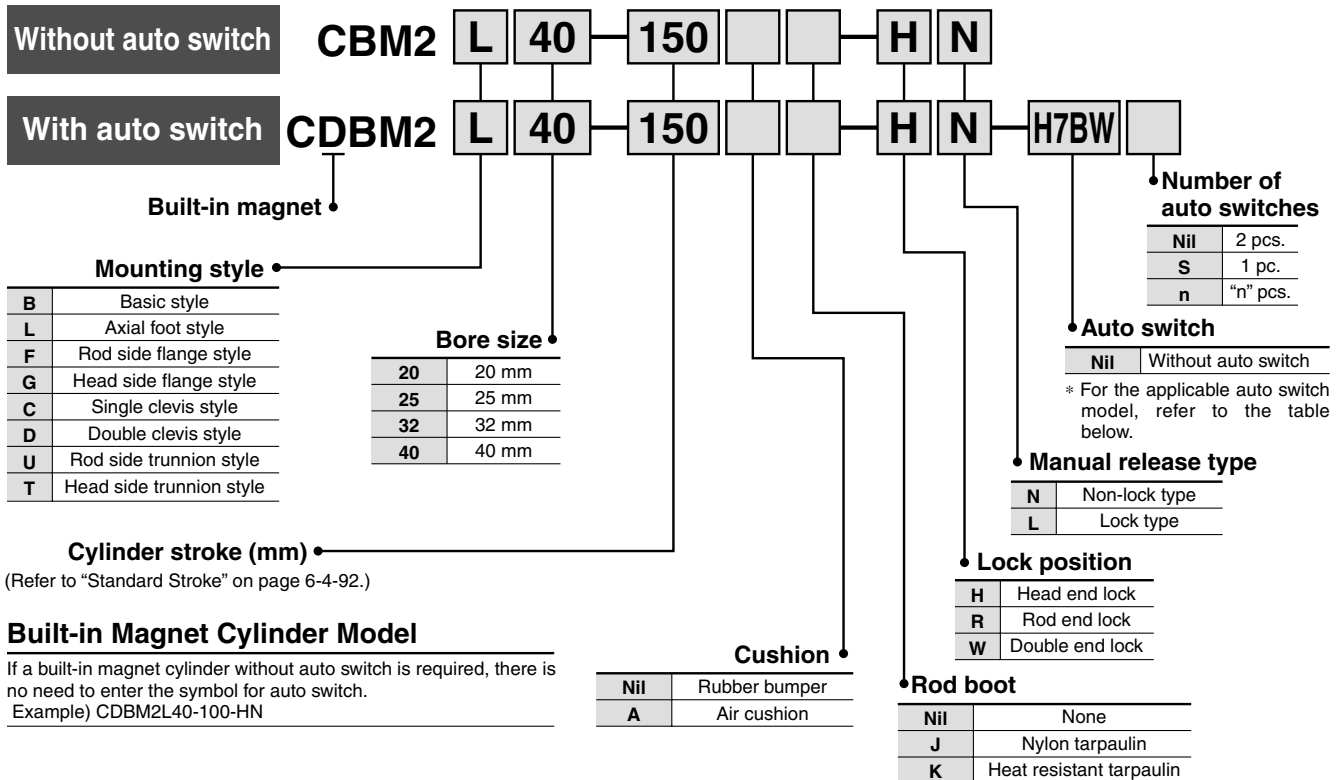 Without auto switch CBM2 L 40 150 H N
With auto switch CDBM2 L 40 150 H N H7BW
Built-in magnet
Number of
auto switches
Nil 2 pcs.
S 1 pc.
n “n” pcs.
Mounting style
B Basic style
L Axial foot style
F Rod side flange style
G Head side flange style
C Single clevis style
D Double clevis style
U Rod side trunnion style
T Head side trunnion style
Bore size
20 20 mm
25 25 mm
32 32 mm
40 40 mm
Auto switch
Nil Without auto switch
* For the applicable auto switch
model, refer to the table
below.
Manual release type
N Non-lock type
L Lock type
Cylinder stroke (mm)
(Refer to “Standard Stroke” on page 6-4-92.)
Lock position
H Head end lock
R Rod end lock
W Double end lock
Built-in Magnet Cylinder Model
If a built-in magnet cylinder without auto switch is required, there is
no need to enter the symbol for auto switch.
Example) CDBM2L40-100-HN
Cushion
Nil Rubber bumper
A Air cushion
Rod boot
Nil None
J Nylon tarpaulin
K Heat resistant tarpaulin